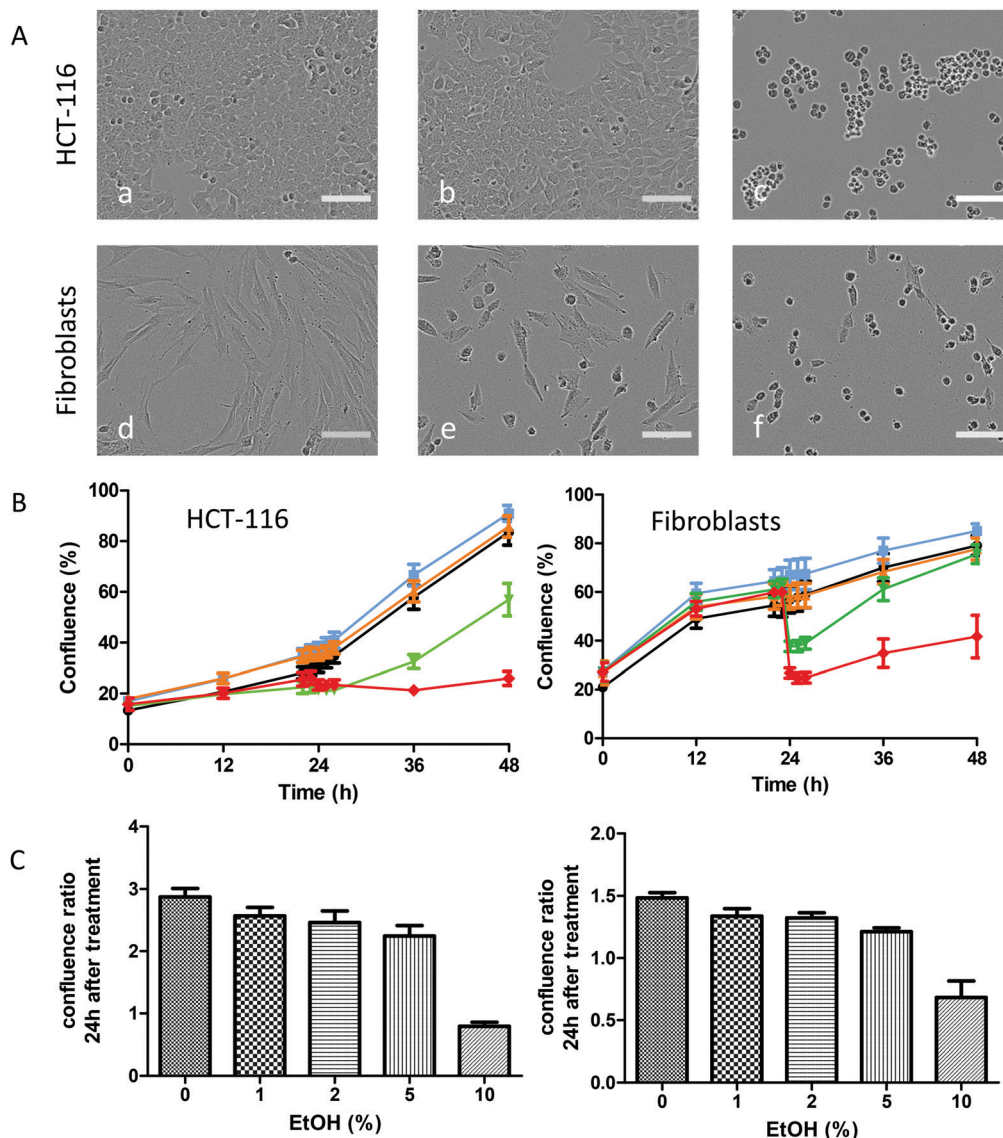 A
HCT-116
a
b
c
Fibroblasts
d
e
f
B
HCT-116
Confluence (%)
100
80
60
40
20
0
0 12 24 36 48
Time (h)
Fibroblasts
Confluence (%)
100
80
60
40
20
0
0 12 24 36 48
Time (h)
C
confluence ratio
24h after treatment
4
3
2
1
0
0 1 2 5 10
EtOH (%)
confluence ratio
24h after treatment
2.0
1.5
1.0
0.5
0.0
0 1 2 5 10
EtOH (%)